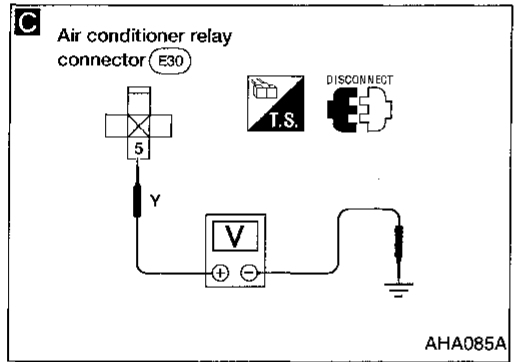 C
Air conditioner relay
connector E30
DISCONNECT
T.S.
5
Y
V
+ −
AHA085A